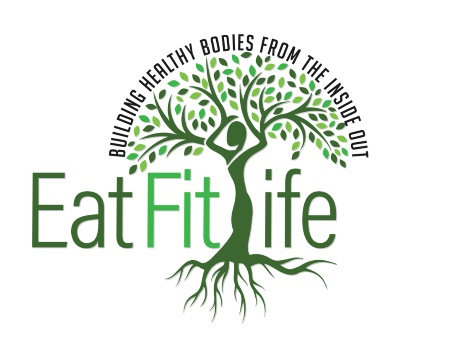 BUILDING HEALTHY BODIES FROM THE INSIDE OUT
EatFitLife